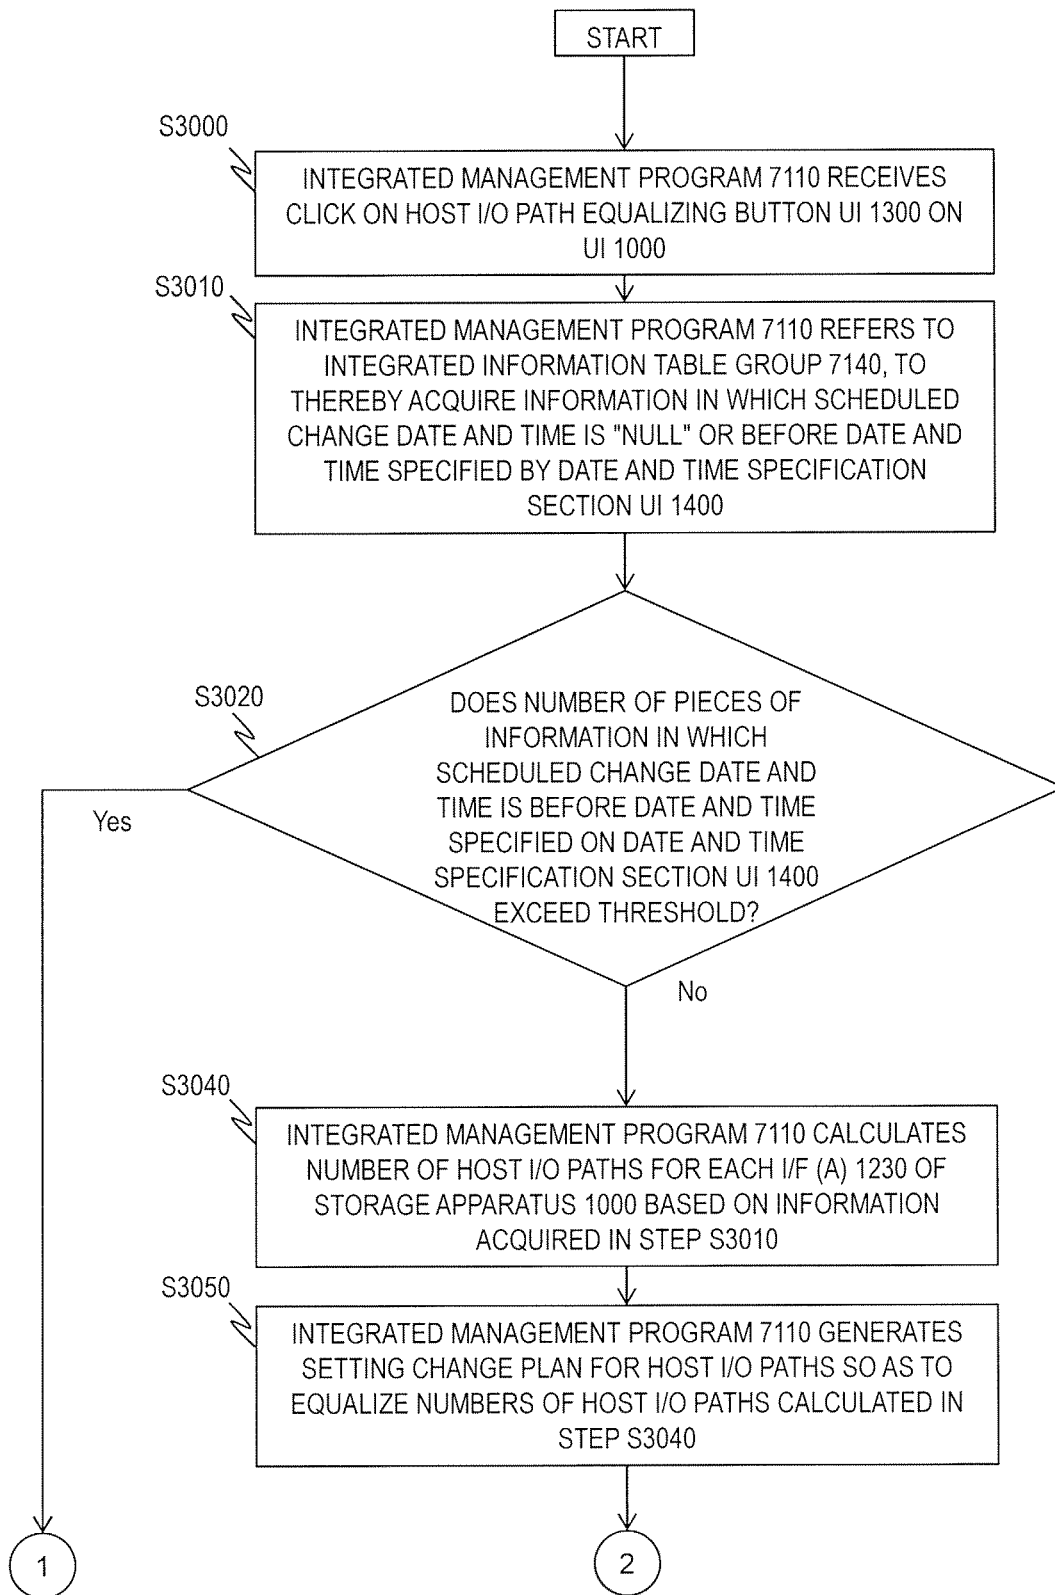 START
S3000
INTEGRATED MANAGEMENT PROGRAM 7110 RECEIVES
CLICK ON HOST I/O PATH EQUALIZING BUTTON UI 1300 ON
UI 1000
S3010
INTEGRATED MANAGEMENT PROGRAM 7110 REFERS TO
INTEGRATED INFORMATION TABLE GROUP 7140, TO
THEREBY ACQUIRE INFORMATION IN WHICH SCHEDULED
CHANGE DATE AND TIME IS "NULL" OR BEFORE DATE AND
TIME SPECIFIED BY DATE AND TIME SPECIFICATION
SECTION UI 1400
S3020
DOES NUMBER OF PIECES OF
INFORMATION IN WHICH
SCHEDULED CHANGE DATE AND
TIME IS BEFORE DATE AND TIME
SPECIFIED ON DATE AND TIME
SPECIFICATION SECTION UI 1400
EXCEED THRESHOLD?
Yes
No
S3040
INTEGRATED MANAGEMENT PROGRAM 7110 CALCULATES
NUMBER OF HOST I/O PATHS FOR EACH I/F (A) 1230 OF
STORAGE APPARATUS 1000 BASED ON INFORMATION
ACQUIRED IN STEP S3010
S3050
INTEGRATED MANAGEMENT PROGRAM 7110 GENERATES
SETTING CHANGE PLAN FOR HOST I/O PATHS SO AS TO
EQUALIZE NUMBERS OF HOST I/O PATHS CALCULATED IN
STEP S3040
1
2